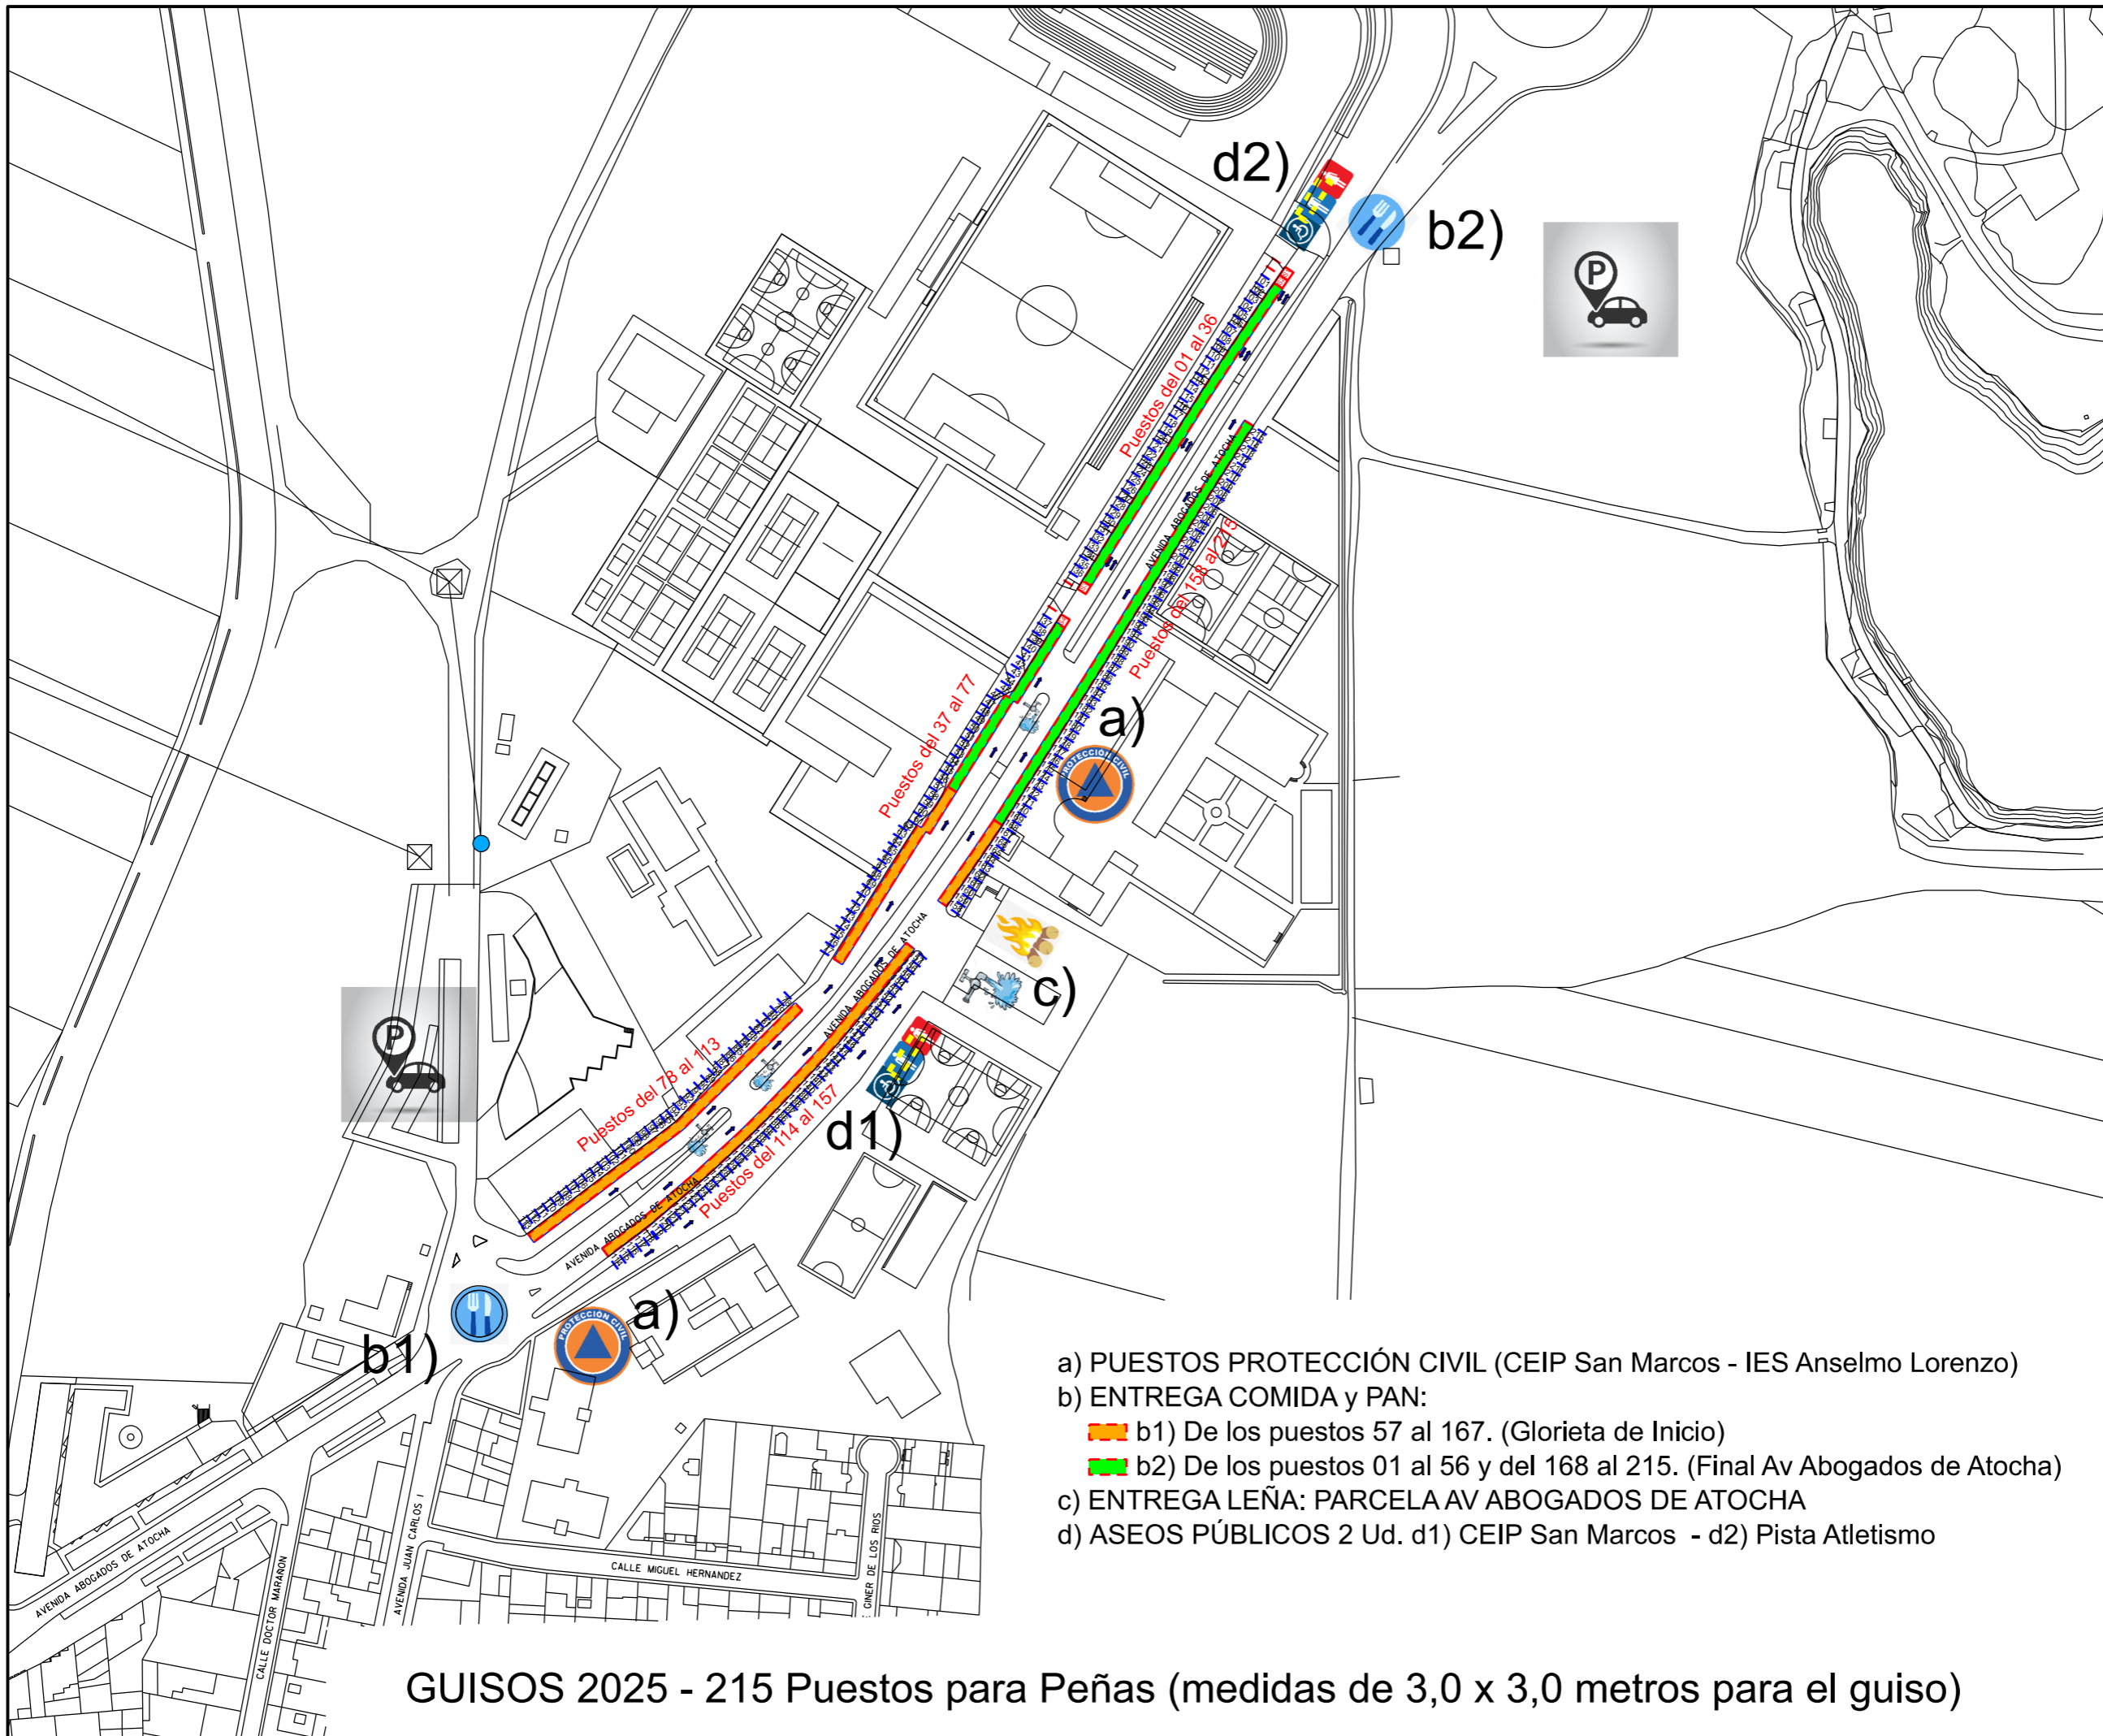 d2)
b2)
P
Puestos del 01 al 36
AVENIDA ABOGADOS DE ATOCHA
Puestos del 158 al 215
Puestos del 37 al 77
a)
PROTECCIÓN CIVIL
AVENIDA ABOGADOS DE ATOCHA
c)
P
Puestos del 78 al 113
Puestos del 114 al 157
d1)
AVENIDA ABOGADOS DE ATOCHA
b1)
PROTECCIÓN CIVIL
a)
a) PUESTOS PROTECCIÓN CIVIL (CEIP San Marcos - IES Anselmo Lorenzo)
b) ENTREGA COMIDA y PAN:
b1) De los puestos 57 al 167. (Glorieta de Inicio)
b2) De los puestos 01 al 56 y del 168 al 215. (Final Av Abogados de Atocha)
c) ENTREGA LEÑA: PARCELA AV ABOGADOS DE ATOCHA
d) ASEOS PÚBLICOS 2 Ud. d1) CEIP San Marcos - d2) Pista Atletismo
AVENIDA ABOGADOS DE ATOCHA
CALLE DOCTOR MARAÑON
AVENIDA JUAN CARLOS I
CALLE MIGUEL HERNANDEZ
GINER DE LOS RIOS
GUISOS 2025 - 215 Puestos para Peñas (medidas de 3,0 x 3,0 metros para el guiso)